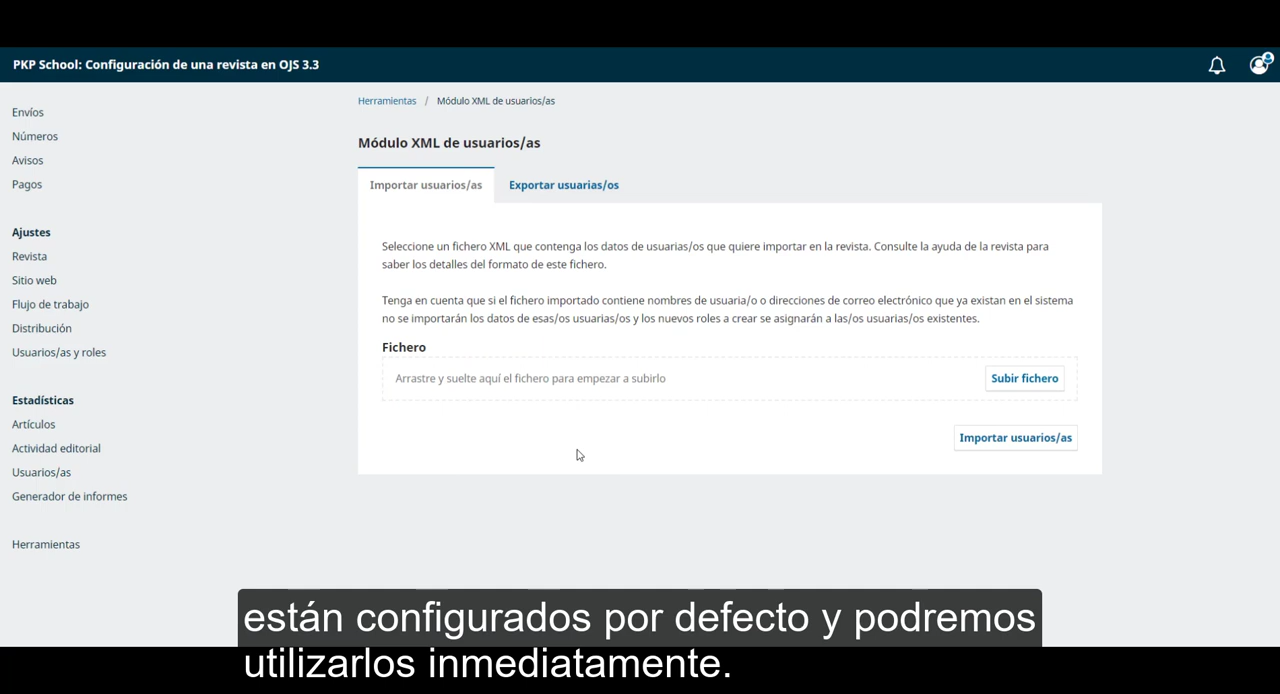 PKP School: Configuración de una revista en OJS 3.3
Envíos
Números
Avisos
Pagos
Ajustes
Revista
Sitio web
Flujo de trabajo
Distribución
Usuarios/as y roles
Estadísticas
Artículos
Actividad editorial
Usuarios/as
Generador de informes
Herramientas
Herramientas / Módulo XML de usuarios/as
Módulo XML de usuarios/as
Importar usuarios/as
Exportar usuarias/os
Seleccione un fichero XML que contenga los datos de usuarias/os que quiere importar en la revista. Consulte la ayuda de la revista para
saber los detalles del formato de este fichero.
Tenga en cuenta que si el fichero importado contiene nombres de usuaria/o o direcciones de correo electrónico que ya existan en el sistema
no se importarán los datos de esas/os usuarias/os y los nuevos roles a crear se asignarán a las/os usuarias/os existentes.
Fichero
Arrastre y suelte aquí el fichero para empezar a subirlo
Subir fichero
Importar usuarios/as
están configurados por defecto y podremos
utilizarlos inmediatamente.